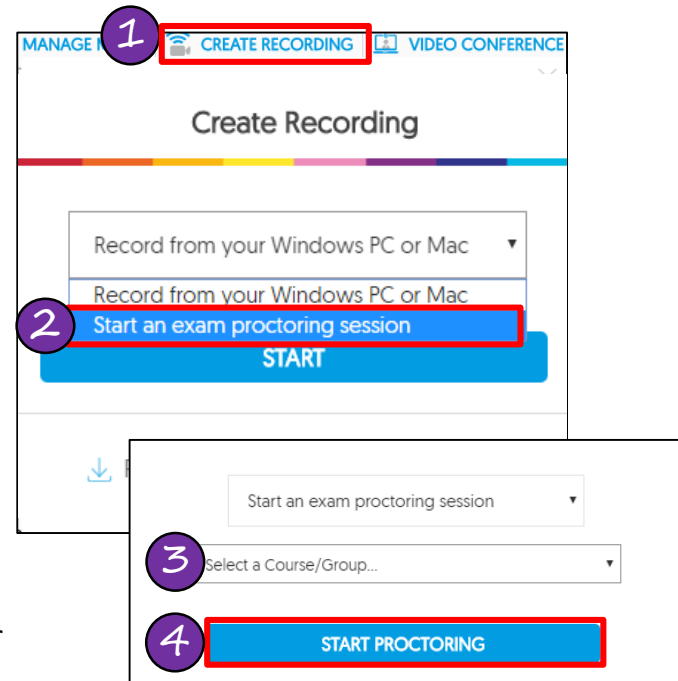 1
MANAGE CREATE RECORDING VIDEO CONFERENCE
Create Recording
Record from your Windows PC or Mac
Record from your Windows PC or Mac
2 Start an exam proctoring session
START
Start an exam proctoring session
3 Select a Course/Group...
4 START PROCTORING